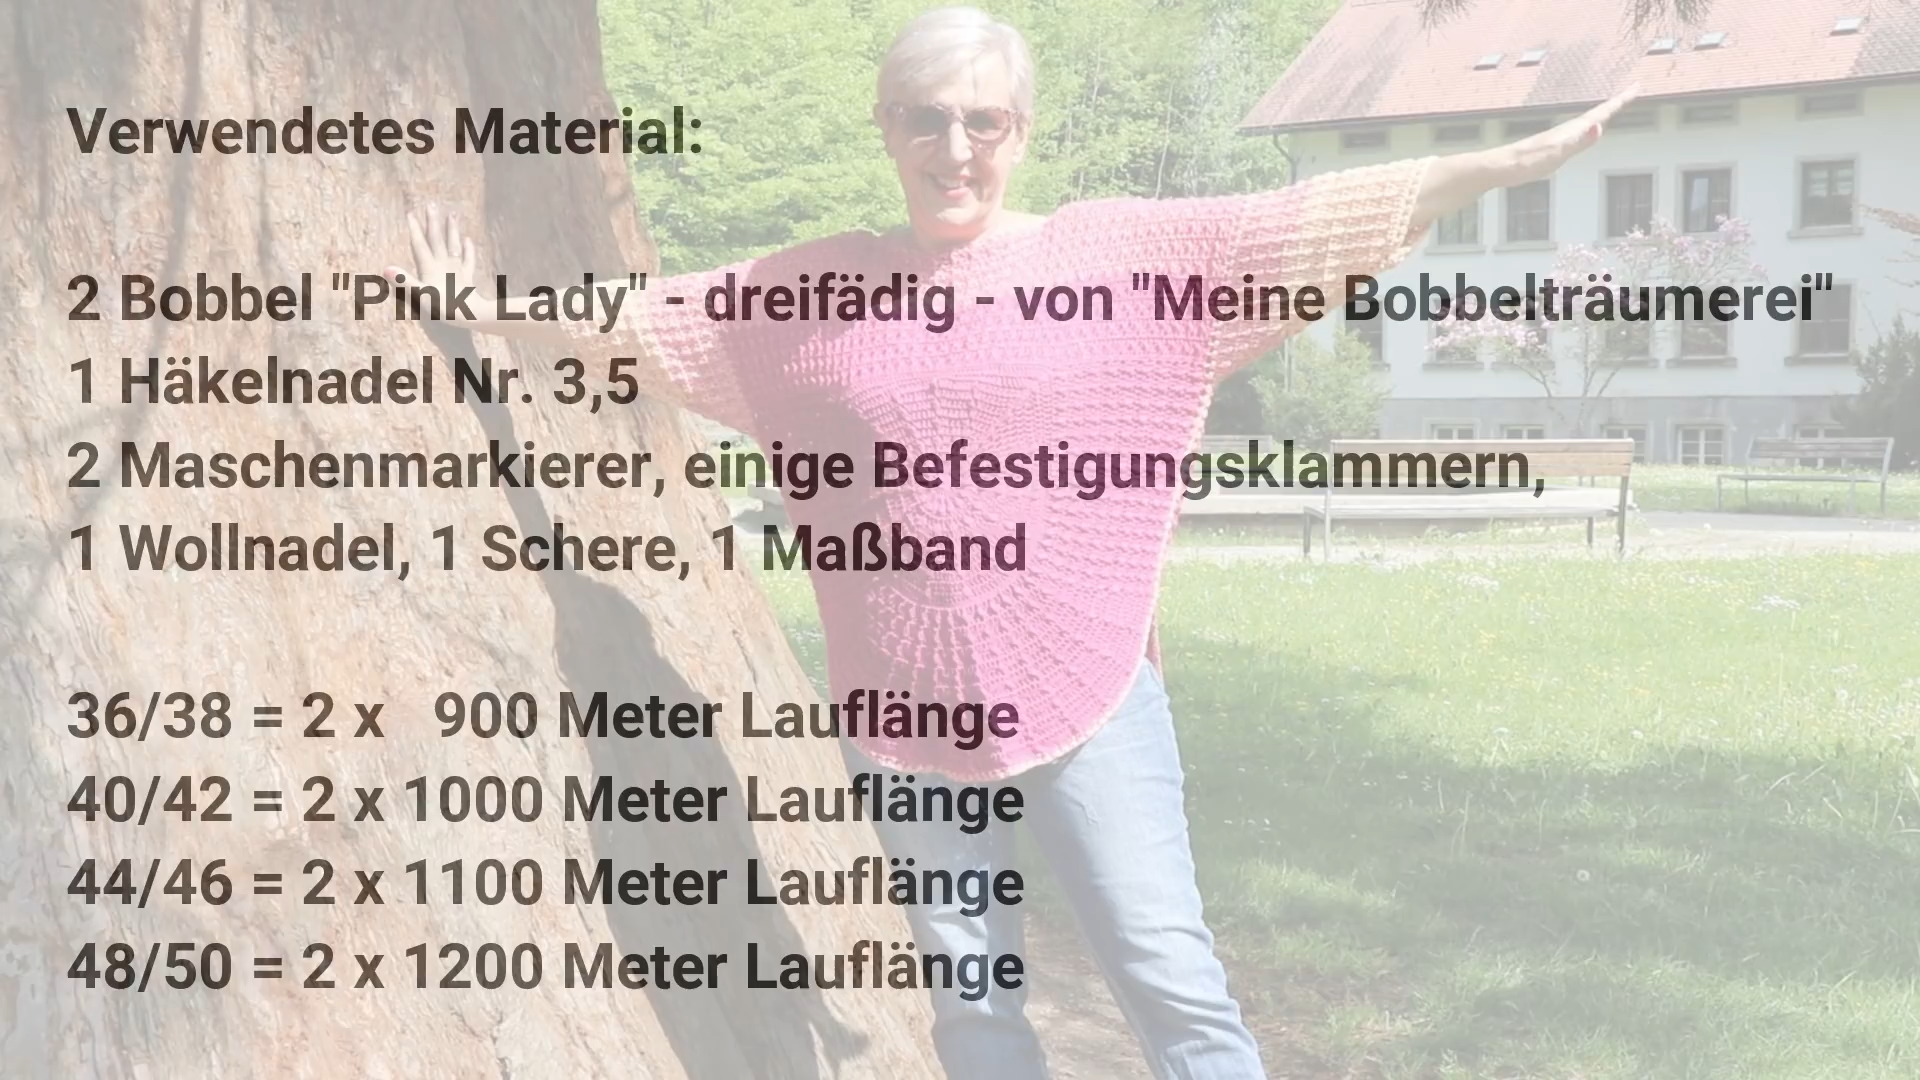 Verwendetes Material:
2 Bobbel "Pink Lady" - dreifädig - von "Meine Bobbelträumerei"
1 Häkelnadel Nr. 3,5
2 Maschenmarkierer, einige Befestigungsklammern,
1 Wollnadel, 1 Schere, 1 Maßband
36/38 = 2 x   900 Meter Lauflänge
40/42 = 2 x 1000 Meter Lauflänge
44/46 = 2 x 1100 Meter Lauflänge
48/50 = 2 x 1200 Meter Lauflänge